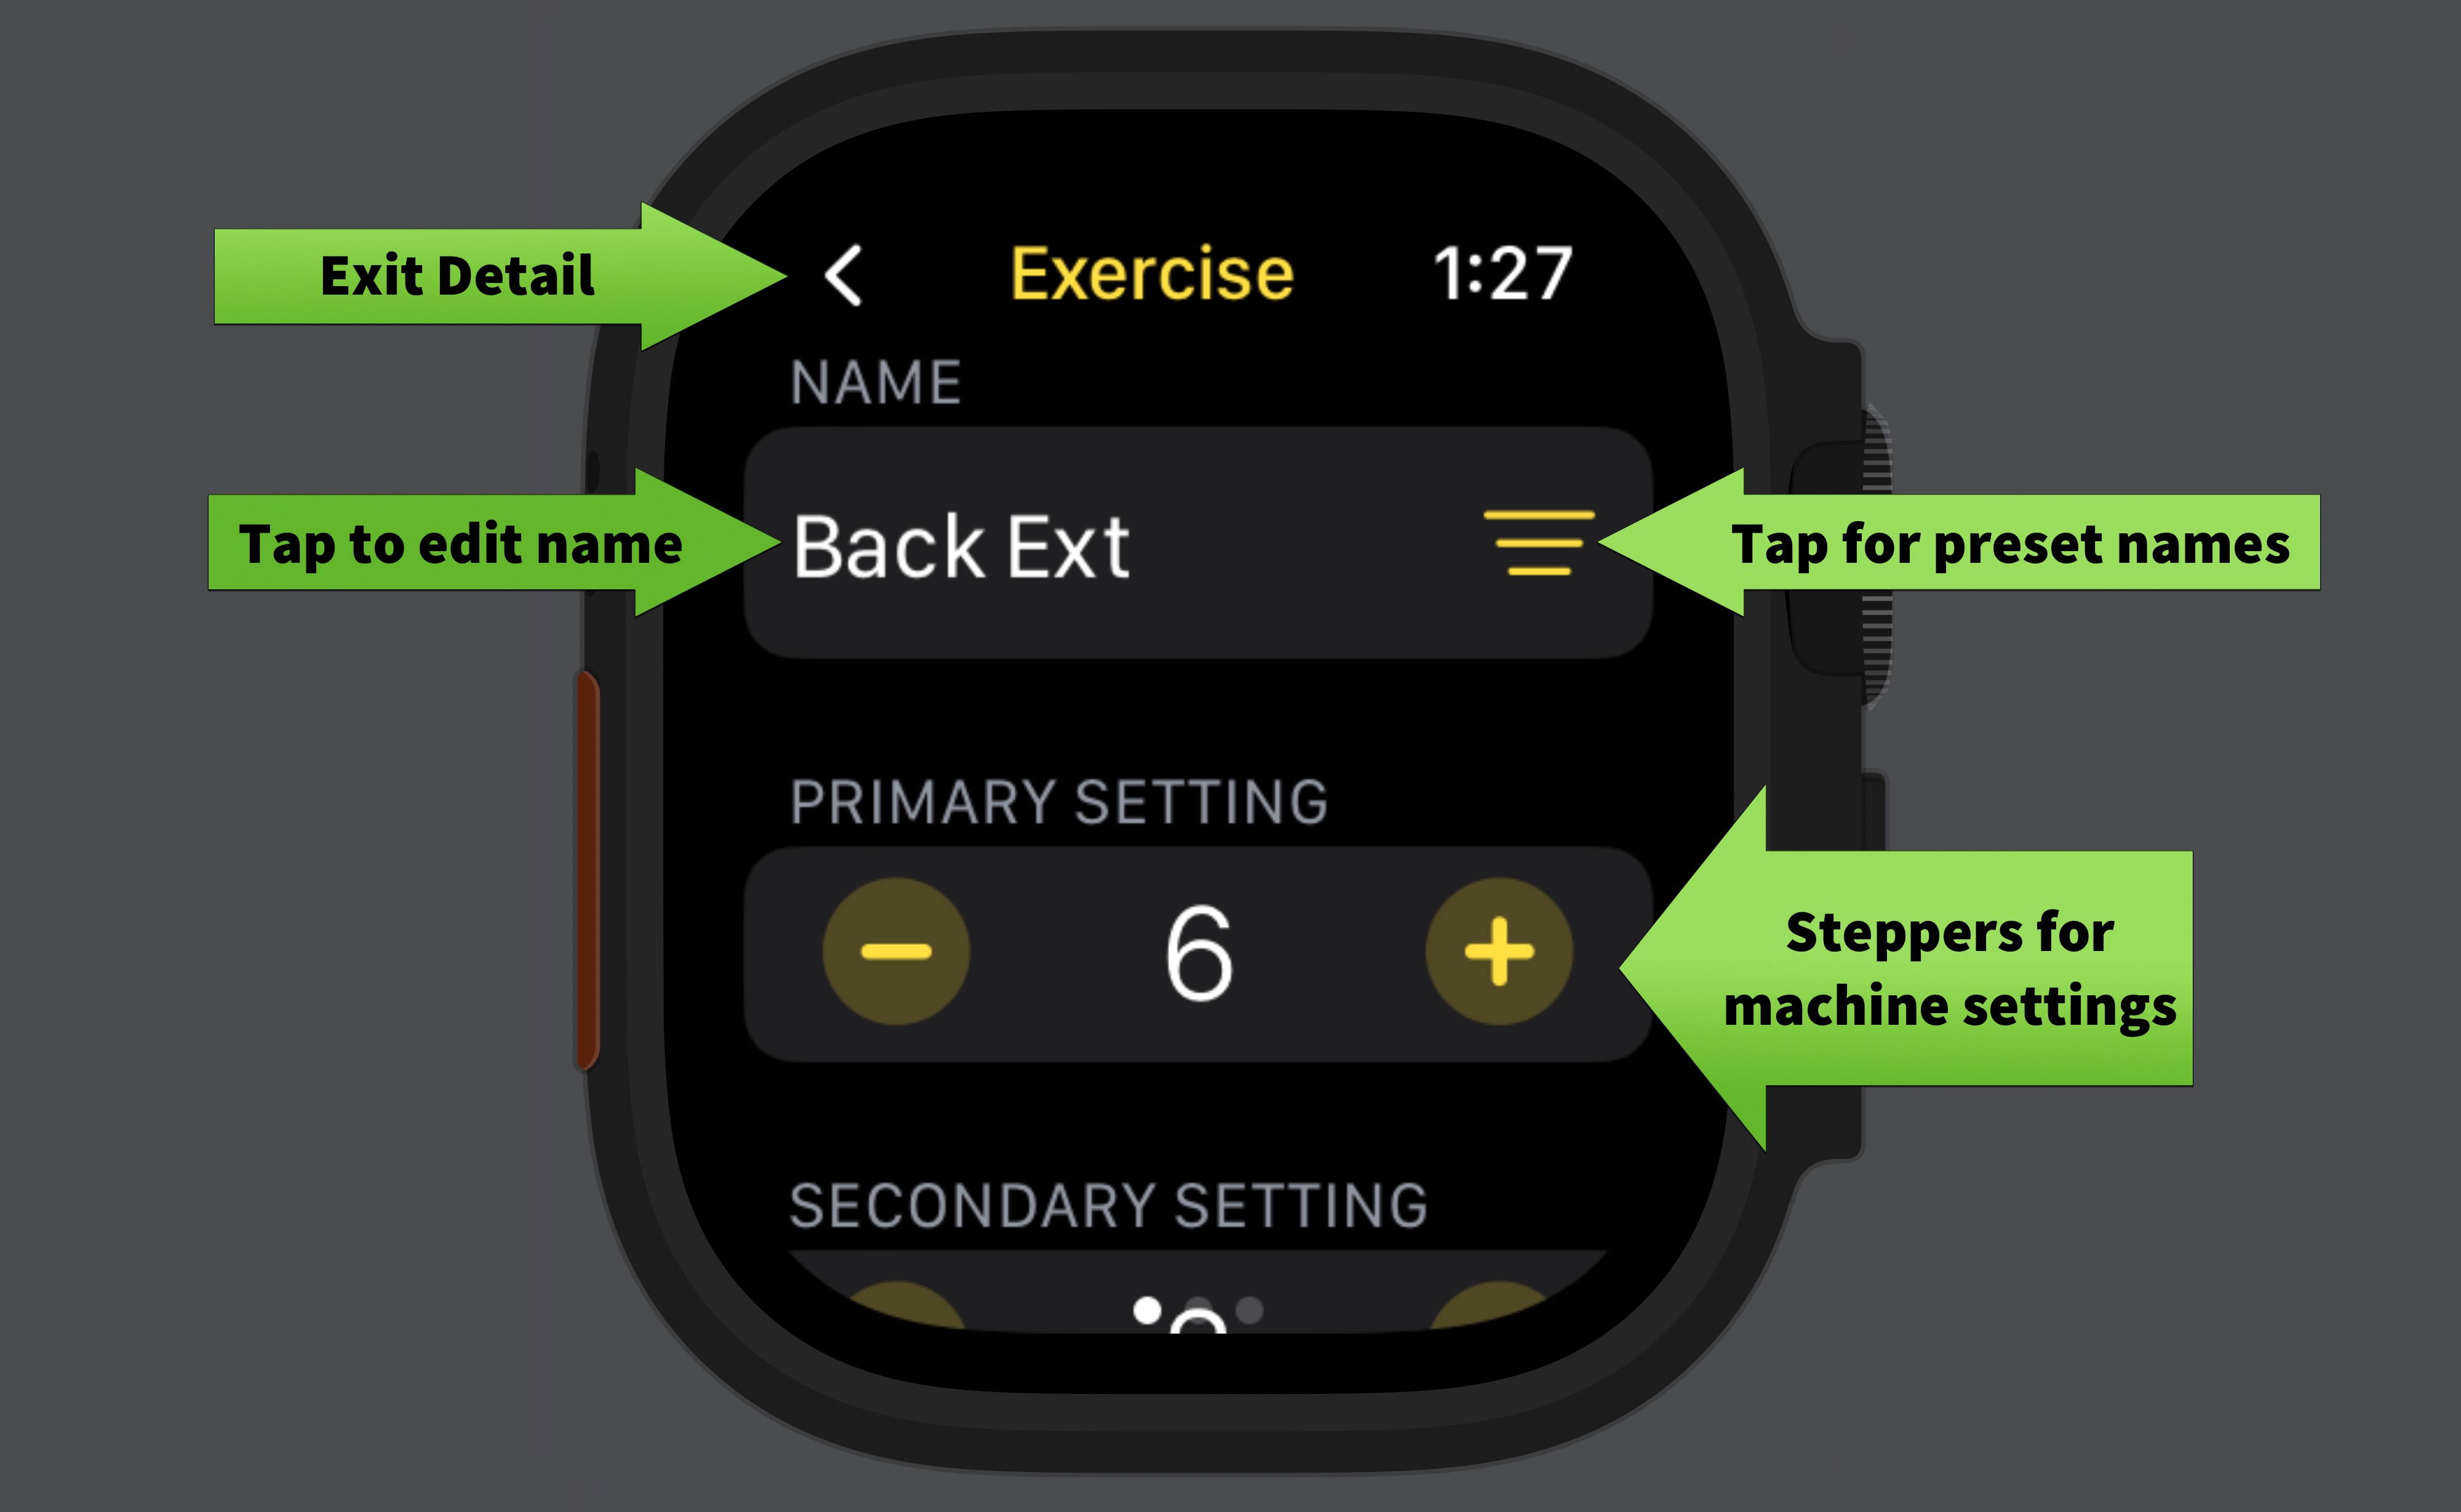 Exit Detail
Exercise
1:27
NAME
Tap to edit name
Back Ext
Tap for preset names
PRIMARY SETTING
6
Steppers for
machine settings
SECONDARY SETTING